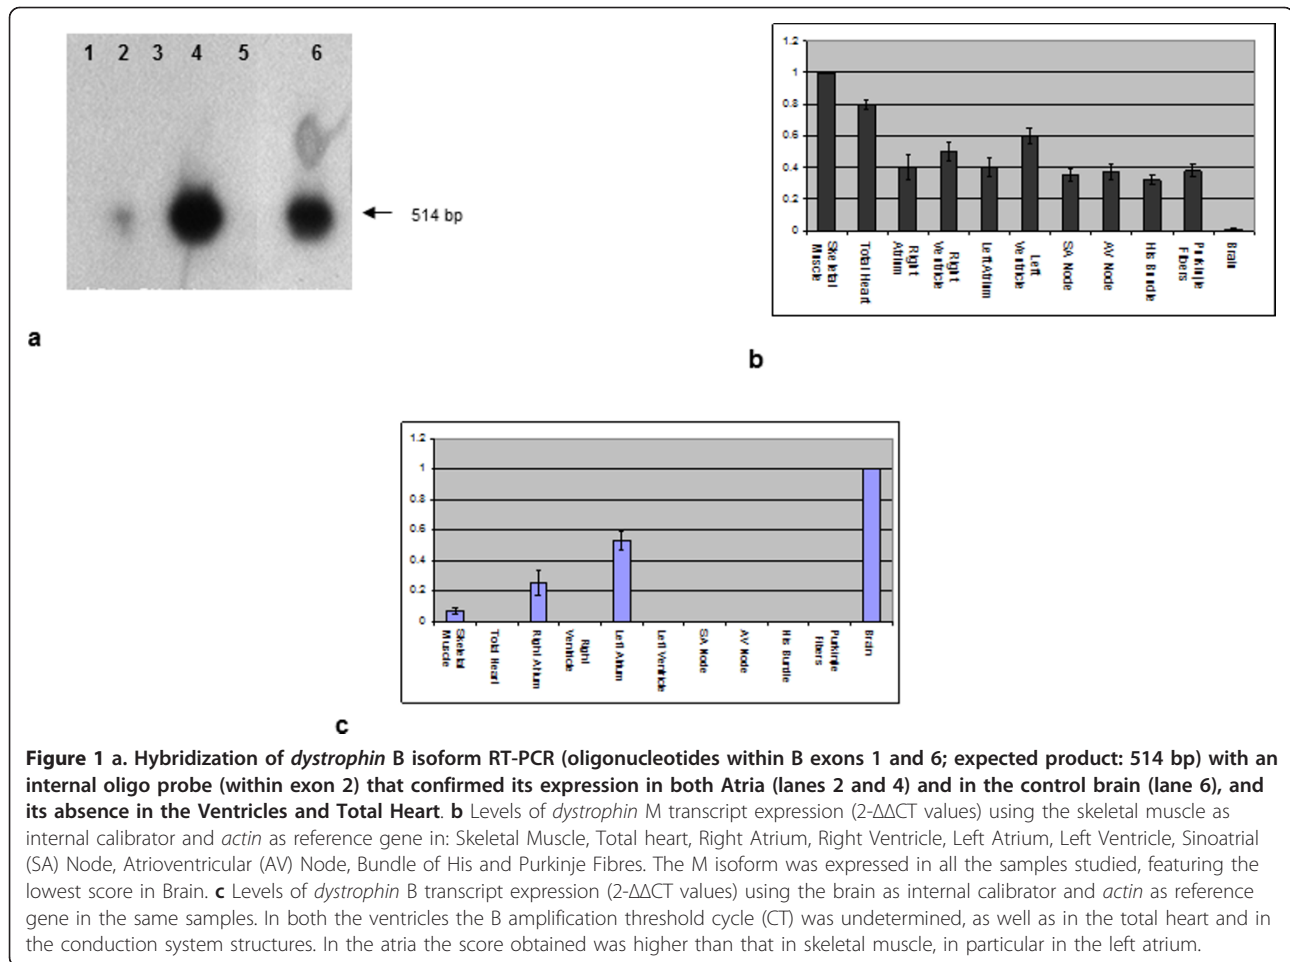 1 2 3 4 5 6
514 bp
a
1.2
1
0.8
0.6
0.4
0.2
0
Skeletal Muscle
Total Heart
Right Atrium
Right Ventricle
Left Atrium
Left Ventricle
SA Node
AV Node
His Bundle
Purkinje Fibers
Brain
b
1.2
1
0.8
0.6
0.4
0.2
0
Skeletal Muscle
Total Heart
Right Atrium
Right Ventricle
Left Atrium
Left Ventricle
SA Node
AV Node
His Bundle
Purkinje Fibers
Brain
c
Figure 1 a. Hybridization of dystrophin B isoform RT-PCR (oligonucleotides within B exons 1 and 6; expected product: 514 bp) with an
internal oligo probe (within exon 2) that confirmed its expression in both Atria (lanes 2 and 4) and in the control brain (lane 6), and
its absence in the Ventricles and Total Heart. b Levels of dystrophin M transcript expression (2-ΔΔCT values) using the skeletal muscle as
internal calibrator and actin as reference gene in: Skeletal Muscle, Total heart, Right Atrium, Right Ventricle, Left Atrium, Left Ventricle, Sinoatrial
(SA) Node, Atrioventricular (AV) Node, Bundle of His and Purkinje Fibres. The M isoform was expressed in all the samples studied, featuring the
lowest score in Brain. c Levels of dystrophin B transcript expression (2-ΔΔCT values) using the brain as internal calibrator and actin as reference
gene in the same samples. In both the ventricles the B amplification threshold cycle (CT) was undetermined, as well as in the total heart and in
the conduction system structures. In the atria the score obtained was higher than that in skeletal muscle, in particular in the left atrium.